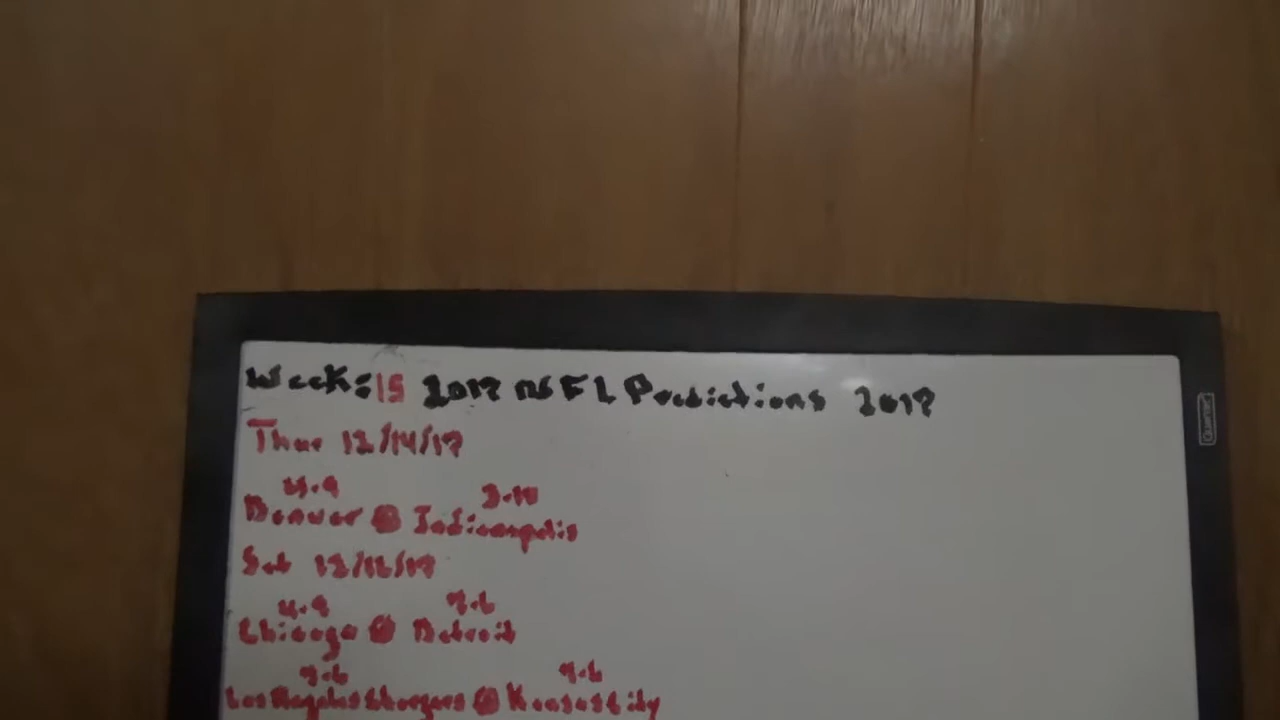 Week:15 2017 NFL Predictions 2017
Thur 12/14/17
4-9 3-10
Denver @ Indianapolis
Sat 12/16/17
4-9 7-6
Chicago @ Detroit
7-6 7-6
Los Angeles Chargers @ Kansas City
Quartet